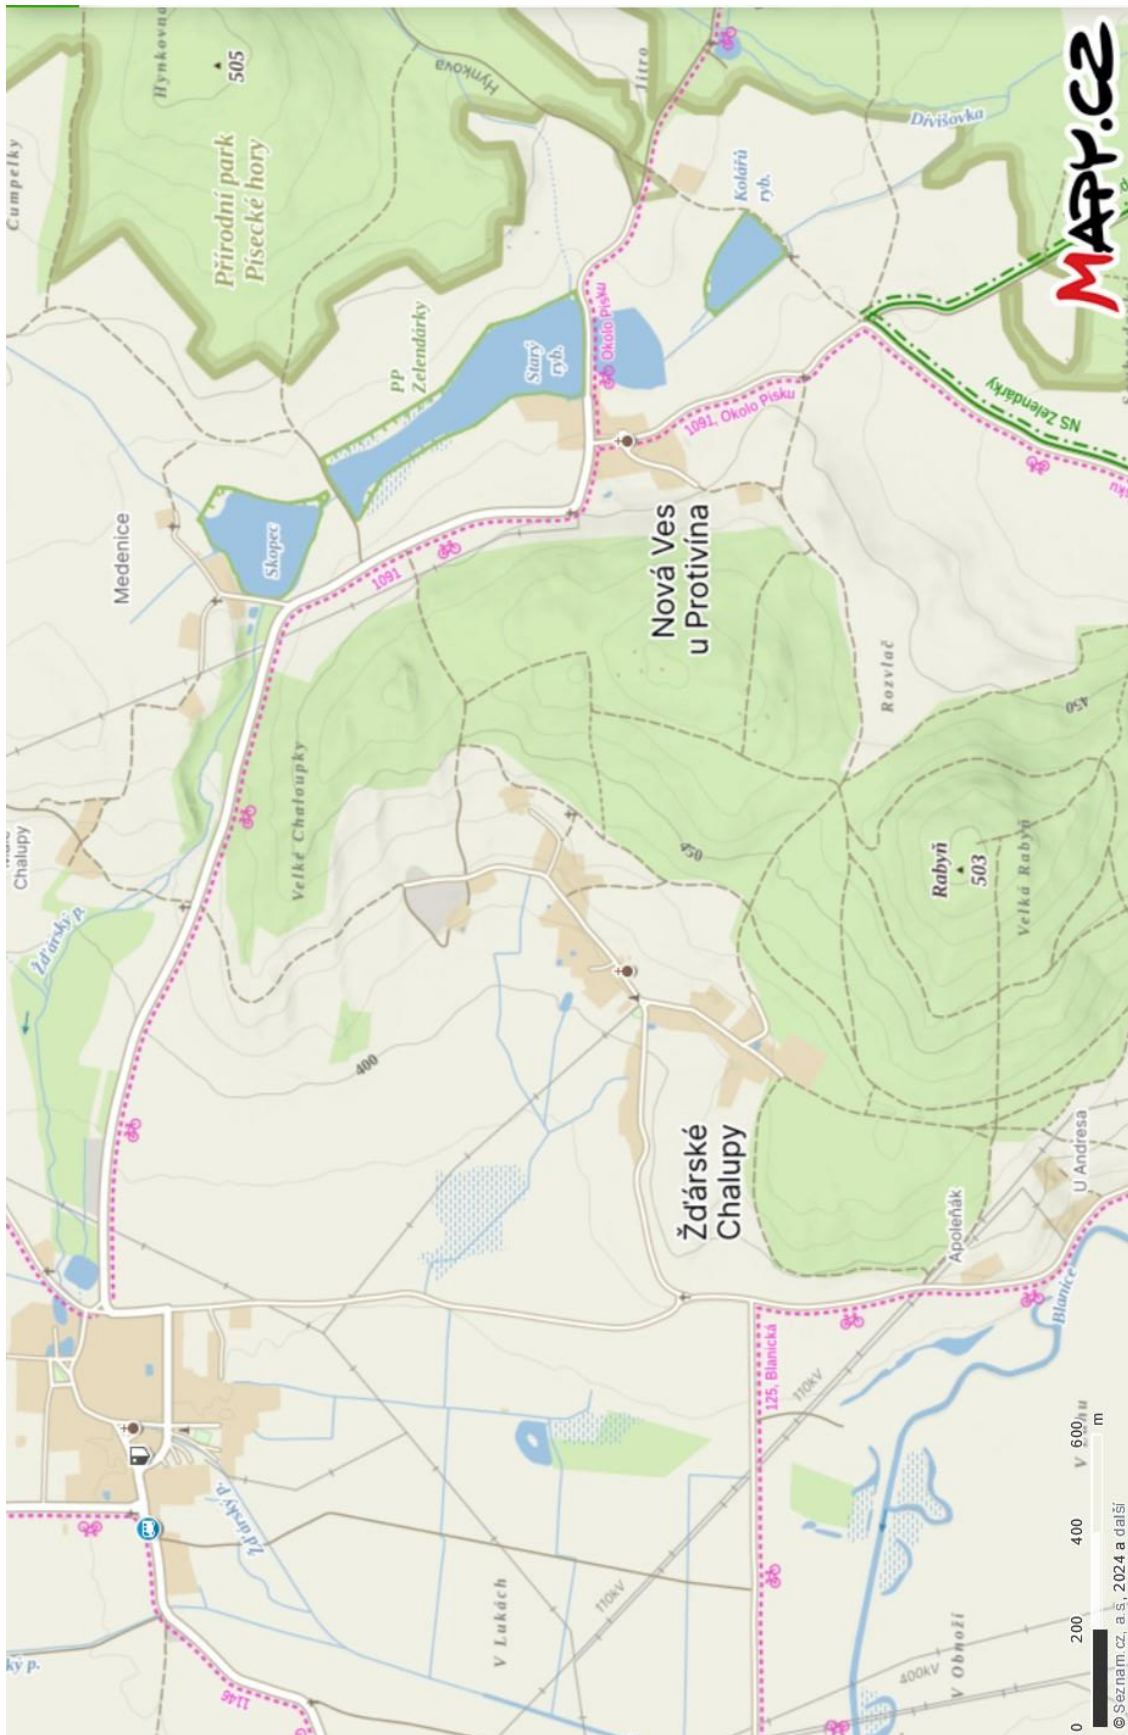 Cumpelky
Hynkovna
505
Přírodní park
Písecké hory
Hynkova
Jitro
Divišovka
Kolářů
ryb.
MAPY.CZ
PP
Zelendárky
Starý
ryb.
Okolo Písku
1091, Okolo Písku
NS Zelendárky
Medenice
Skopec
1091
Nová Ves
u Protivína
Rozvlač
450
Chalupy
Velké Chaloupky
Žďárský p.
450
Rabyň
503
Velká Rabyň
400
Žďárské
Chalupy
Apoleňák
U Andresa
Blanice
125, Blanická
110kV
Žďárský p.
ký p.
1146
V Lukách
110kV
V Obnoží
400kV
0 200 400 600
m
© Seznam.cz, a.s., 2024 a další